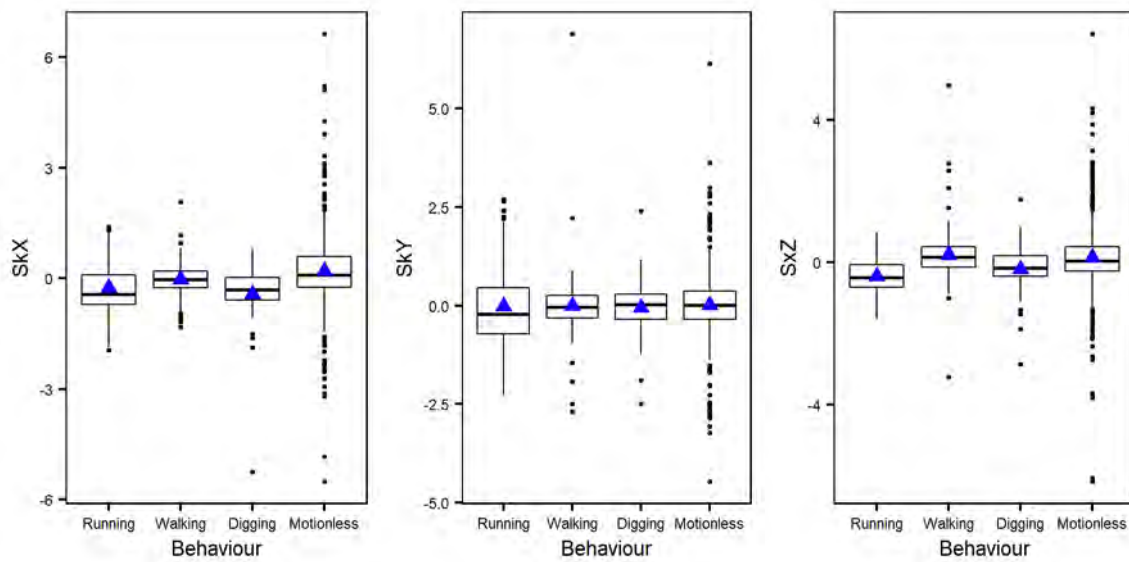 SkX
6
3
0
-3
-6
Running Walking Digging Motionless
Behaviour
SkY
5.0
2.5
0.0
-2.5
-5.0
Running Walking Digging Motionless
Behaviour
SxZ
4
0
-4
Running Walking Digging Motionless
Behaviour